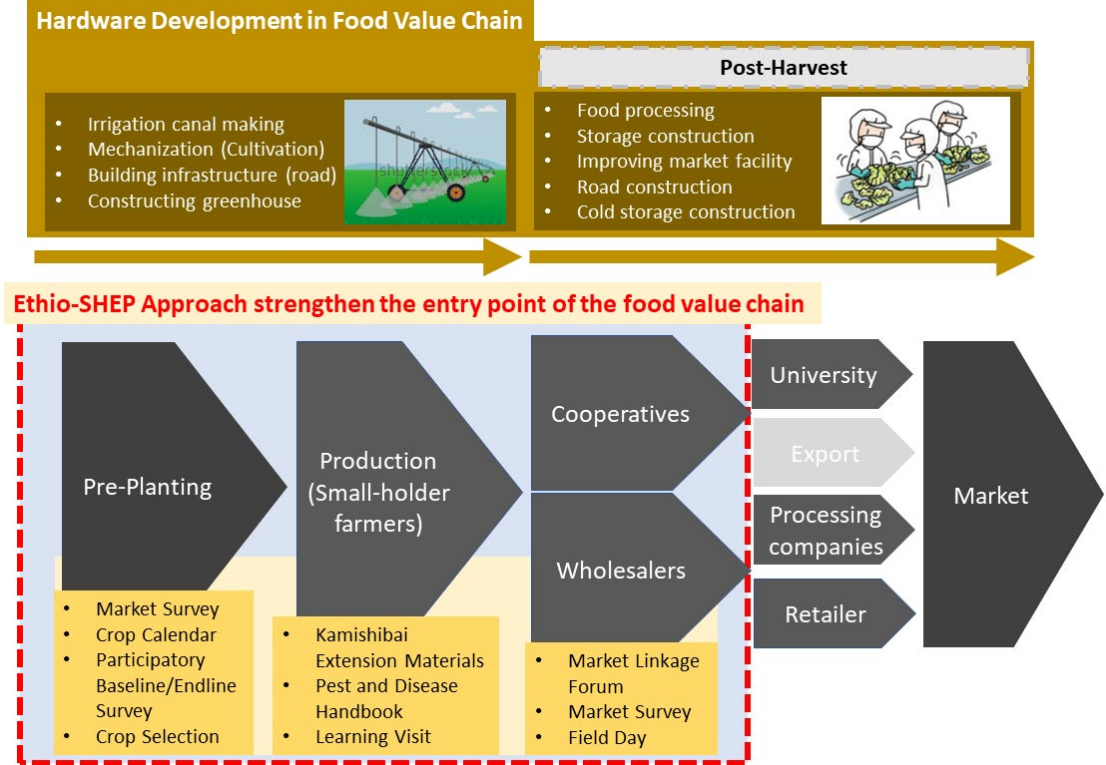 Hardware Development in Food Value Chain
Post-Harvest
• Irrigation canal making
• Mechanization (Cultivation)
• Building infrastructure (road)
• Constructing greenhouse
shutterstock
• Food processing
• Storage construction
• Improving market facility
• Road construction
• Cold storage construction
Ethio-SHEP Approach strengthen the entry point of the food value chain
Pre-Planting
• Market Survey
• Crop Calendar
• Participatory
Baseline/Endline
Survey
• Crop Selection
Production
(Small-holder
farmers)
• Kamishibai
Extension Materials
• Pest and Disease
Handbook
• Learning Visit
Cooperatives
Wholesalers
• Market Linkage
Forum
• Market Survey
• Field Day
University
Export
Processing
companies
Retailer
Market